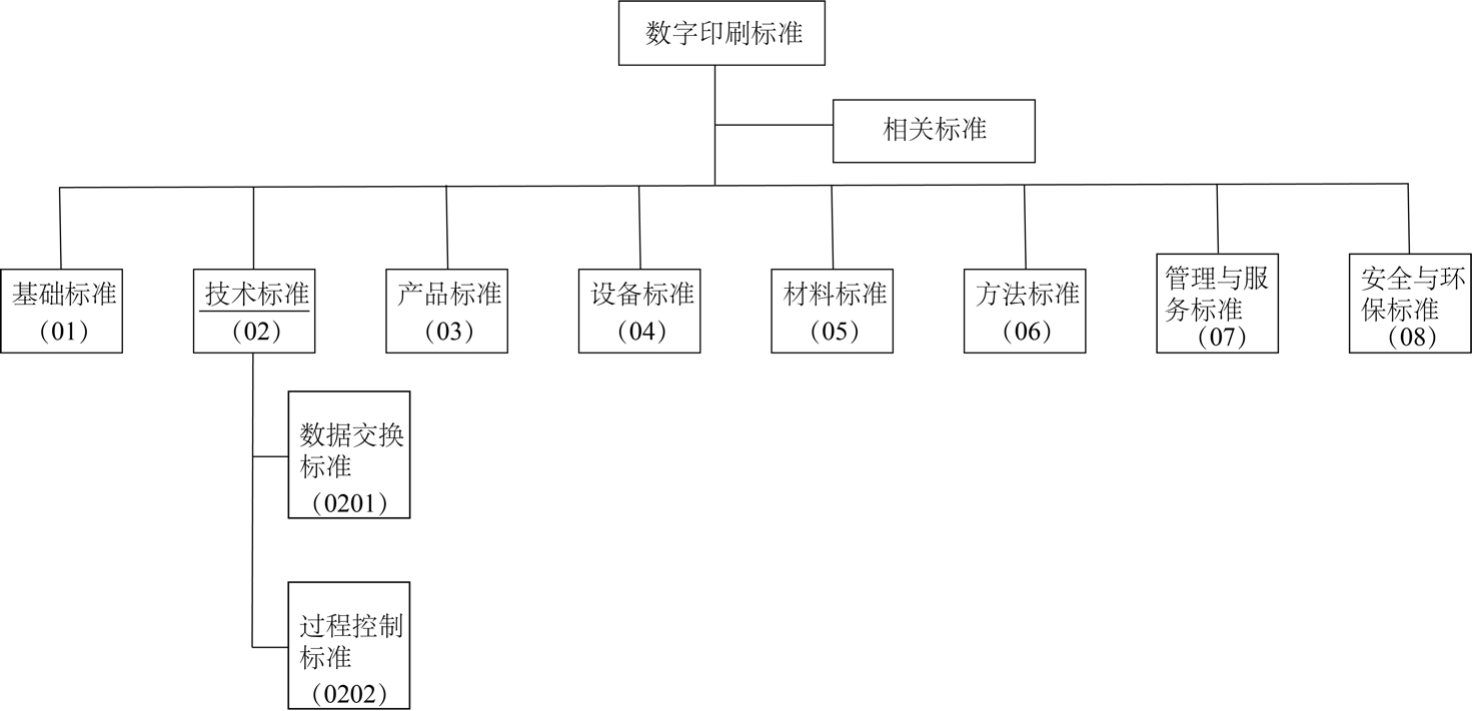 数字印刷标准
相关标准
基础标准
（01）
技术标准
（02）
产品标准
（03）
设备标准
（04）
材料标准
（05）
方法标准
（06）
管理与服
务标准
（07）
安全与环
保标准
（08）
数据交换
标准
（0201）
过程控制
标准
（0202）